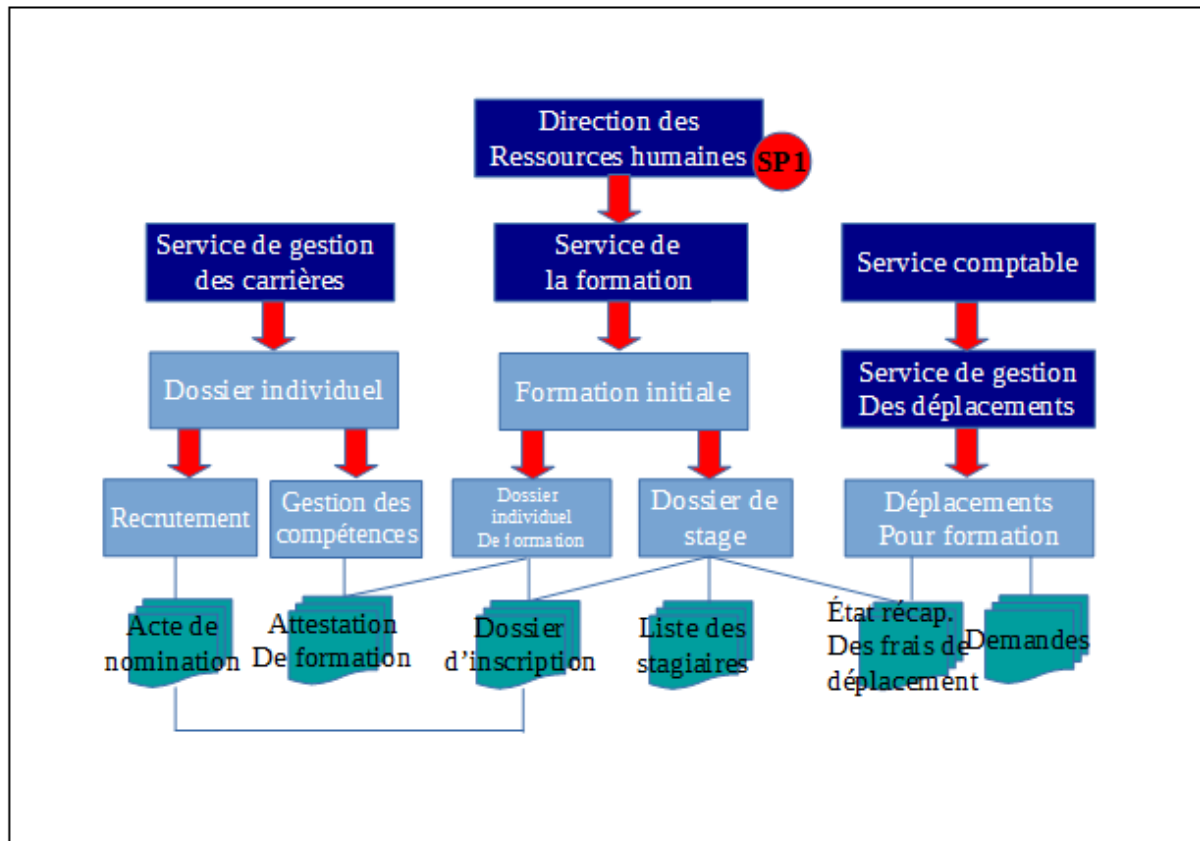 Direction des
Ressources humaines
SP1
Service de gestion
des carrières
Service de
la formation
Service comptable
Dossier individuel
Formation initiale
Service de gestion
Des déplacements
Recrutement
Gestion des
compétences
Dossier
individuel
De formation
Dossier de
stage
Déplacements
Pour formation
Acte de
nomination
Attestation
De formation
Dossier
d’inscription
Liste des
stagiaires
État récap.
Des frais de
déplacement
Demandes